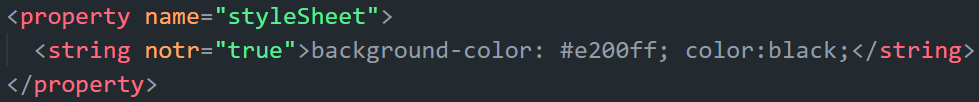 <property name="styleSheet">
  <string notr="true">background-color: #e200ff; color:black;</string>
</property>